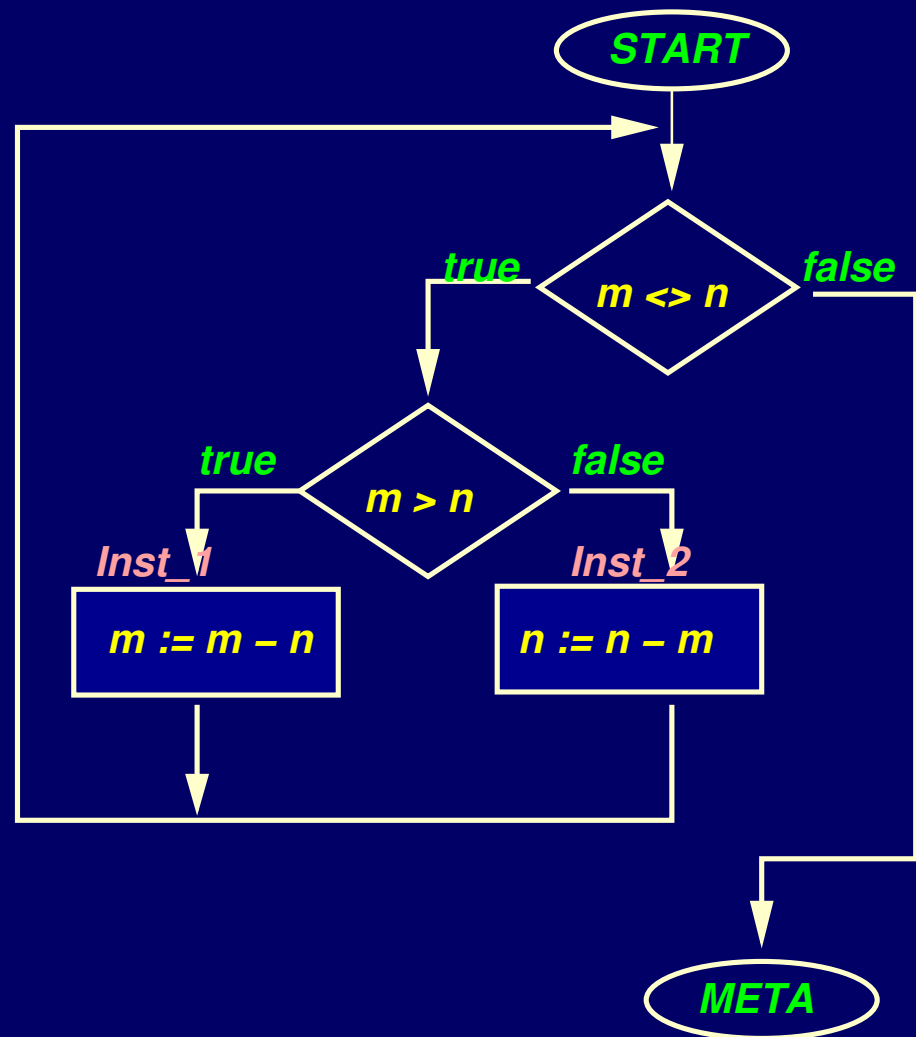 START
true
false
m <> n
true
false
m > n
Inst_1
Inst_2
m := m – n
n := n – m
META